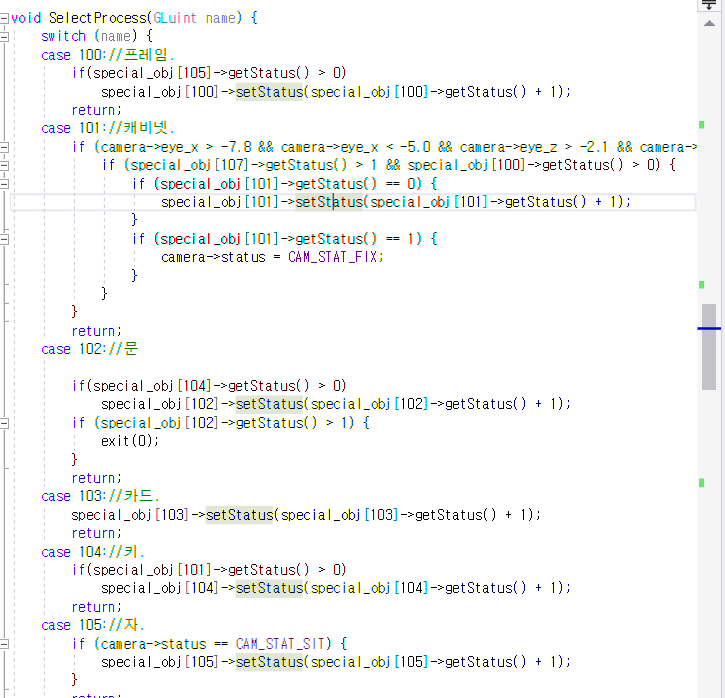 void SelectProcess(GLuint name) {
    switch (name) {
    case 100://프레임.
        if(special_obj[105]->getStatus() > 0)
            special_obj[100]->setStatus(special_obj[100]->getStatus() + 1);
        return;
    case 101://캐비넷.
        if (camera->eye_x > -7.8 && camera->eye_x < -5.0 && camera->eye_z > -2.1 && camera->
            if (special_obj[107]->getStatus() > 1 && special_obj[100]->getStatus() > 0) {
                if (special_obj[101]->getStatus() == 0) {
                    special_obj[101]->setStatus(special_obj[101]->getStatus() + 1);
                }
                if (special_obj[101]->getStatus() == 1) {
                    camera->status = CAM_STAT_FIX;
                }
            }
        }
        return;
    case 102://문
        if(special_obj[104]->getStatus() > 0)
            special_obj[102]->setStatus(special_obj[102]->getStatus() + 1);
        if (special_obj[102]->getStatus() > 1) {
            exit(0);
        }
        return;
    case 103://카드.
        special_obj[103]->setStatus(special_obj[103]->getStatus() + 1);
        return;
    case 104://키.
        if(special_obj[101]->getStatus() > 0)
            special_obj[104]->setStatus(special_obj[104]->getStatus() + 1);
        return;
    case 105://자.
        if (camera->status == CAM_STAT_SIT) {
            special_obj[105]->setStatus(special_obj[105]->getStatus() + 1);
        }